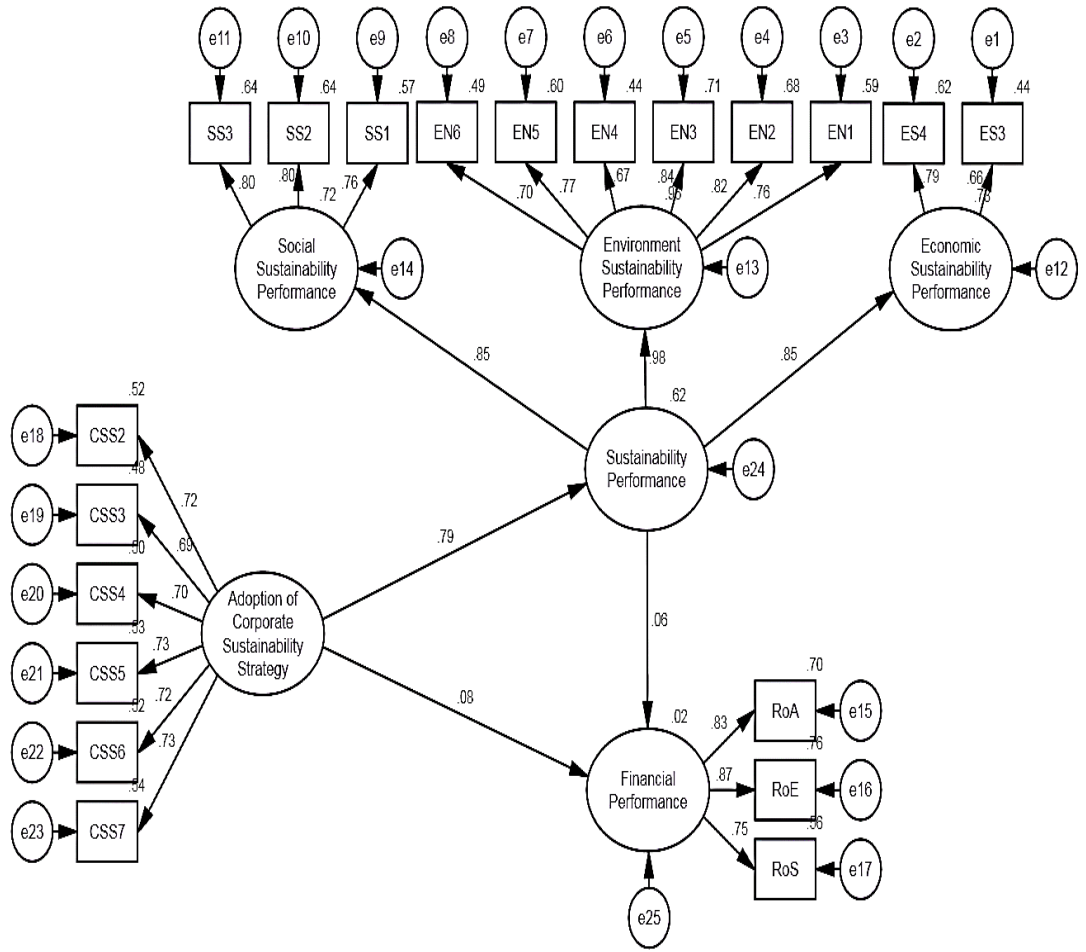 e11 e10 e9 e8 e7 e6 e5 e4 e3 e2 e1
.64 .64 .57 .49 .60 .44 .71 .68 .59 .62 .44
SS3 SS2 SS1 EN6 EN5 EN4 EN3 EN2 EN1 ES4 ES3
.80 .80 .76 .70 .77 .67 .84 .82 .76 .79 .66
.72 .96 .73
Social
Sustainability
Performance
e14
Environment
Sustainability
Performance
e13
Economic
Sustainability
Performance
e12
.85 .98 .85
.62
Sustainability
Performance
e24
.52
e18 CSS2 .72
.48
e19 CSS3 .69
.50
e20 CSS4 .70
.53
e21 CSS5 .73
.52
e22 CSS6 .72
.54
e23 CSS7 .73
Adoption of
Corporate
Sustainability
Strategy
.79
.08
.06
.02
Financial
Performance
e25
.70
.83 RoA e15
.76
.87 RoE e16
.56
.75 RoS e17